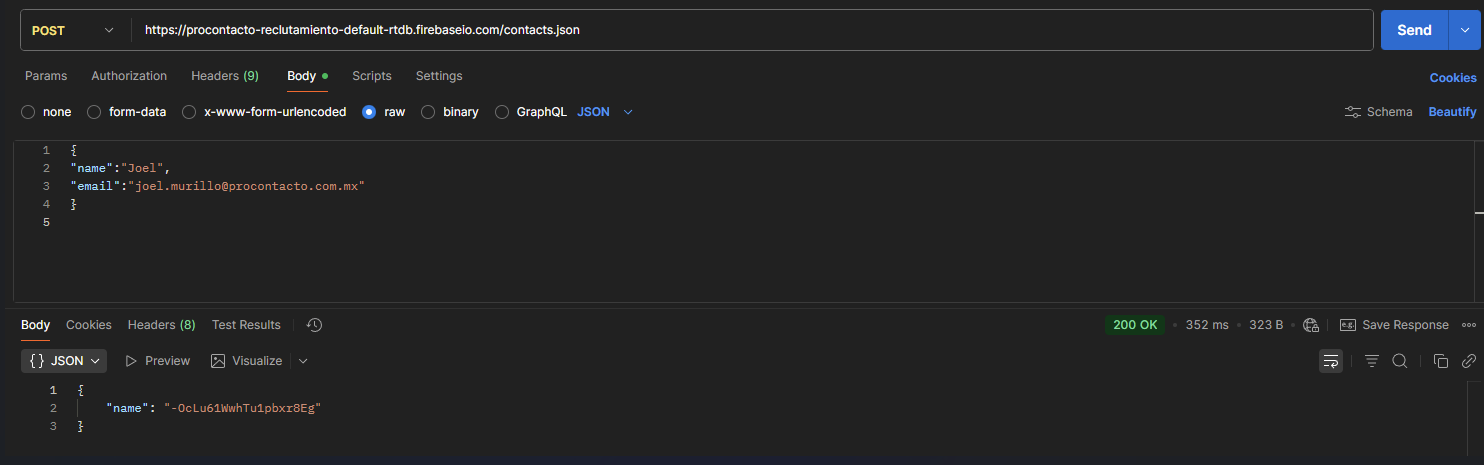 POST https://procontacto-reclutamiento-default-rtdb.firebaseio.com/contacts.json Send
Params Authorization Headers (9) Body Scripts Settings Cookies
none form-data x-www-form-urlencoded raw binary GraphQL JSON Schema Beautify
1 {
2 "name":"Joel",
3 "email":"joel.murillo@procontacto.com.mx"
4 }
5
Body Cookies Headers (8) Test Results 200 OK • 352 ms • 323 B • e.g. Save Response
{} JSON Preview Visualize
1 {
2 "name": "-OcLu61WwhTu1pbxr8Eg"
3 }